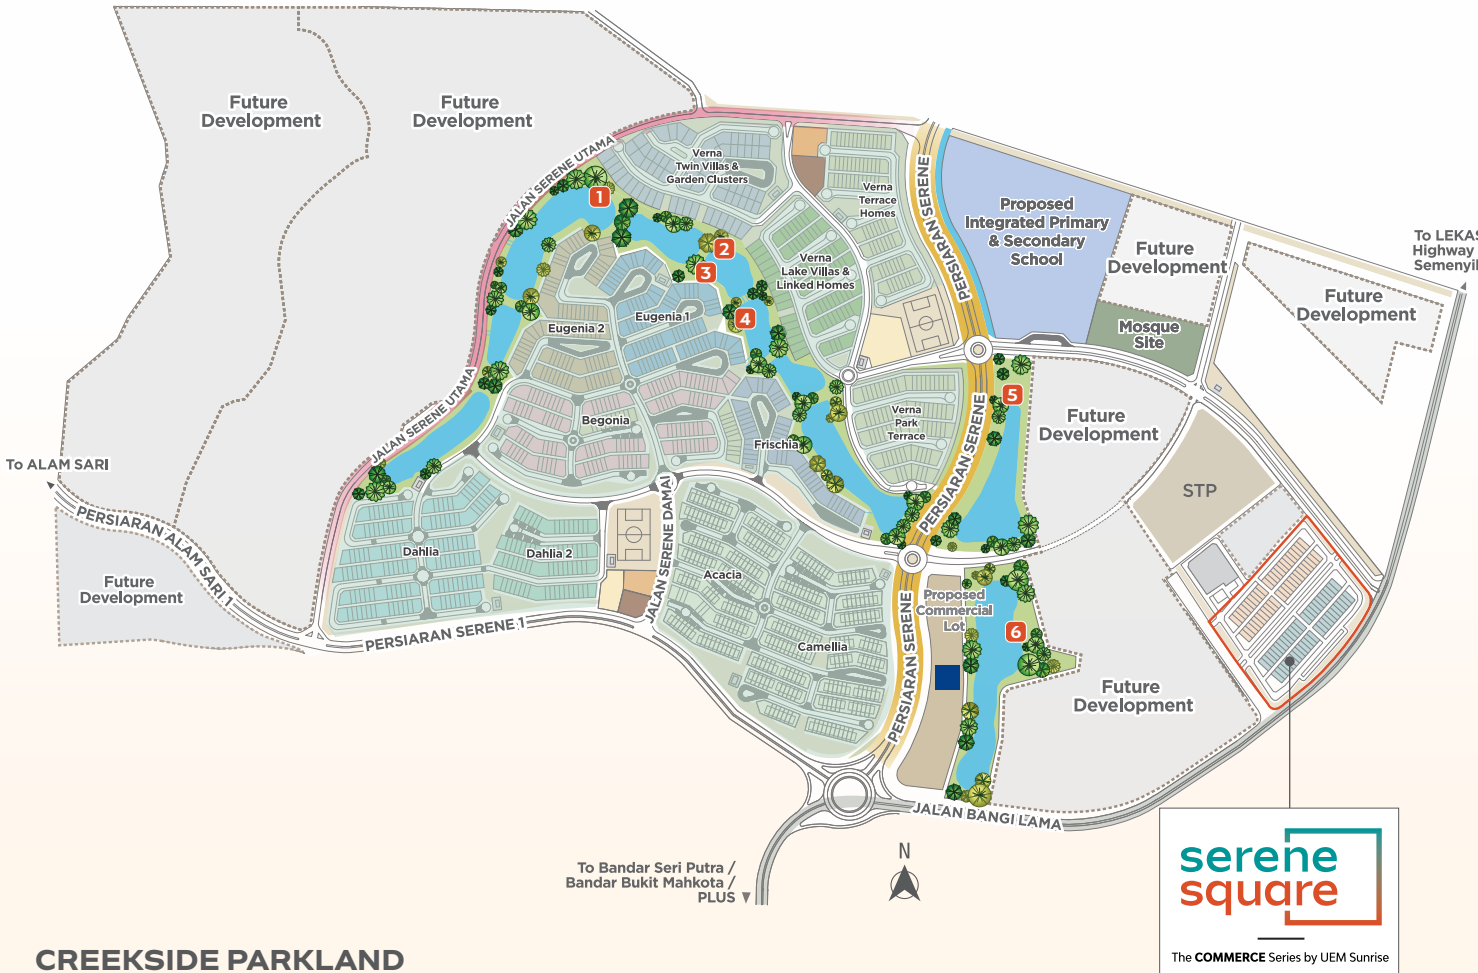 Future
Development
Future
Development
JALAN SERENE UTAMA
Verna
Twin Villas &
Garden Clusters
Verna
Terrace
Homes
PERSIARAN SERENE
Proposed
Integrated Primary
& Secondary
School
Future
Development
To LEKAS
Highway
Semenyi
Future
Development
Mosque
Site
1
2
3
4
Verna
Lake Villas &
Linked Homes
Eugenia 2
Eugenia 1
JALAN SERENE UTAMA
Begonia
Frischia
Verna
Park
Terrace
PERSIARAN SERENE
5
Future
Development
STP
To ALAM SARI
PERSIARAN ALAM SARI 1
Future
Development
Dahlia
Dahlia 2
JALAN SERENE DAMAI
Acacia
Camellia
PERSIARAN SERENE 1
PERSIARAN SERENE
Proposed
Commercial
Lot
6
Future
Development
JALAN BANGI LAMA
To Bandar Seri Putra /
Bandar Bukit Mahkota /
PLUS
N
serene
square
The COMMERCE Series by UEM Sunrise
CREEKSIDE PARKLAND